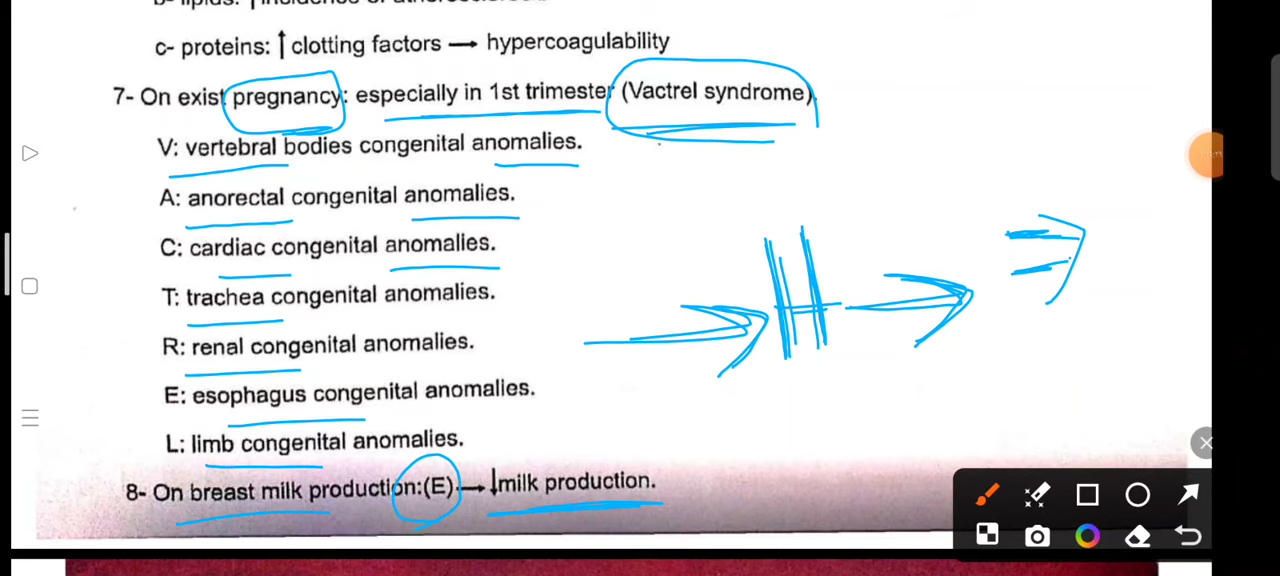 c- proteins: ↑ clotting factors → hypercoagulability
7- On exist pregnancy: especially in 1st trimester (Vactrel syndrome).
V: vertebral bodies congenital anomalies.
A: anorectal congenital anomalies.
C: cardiac congenital anomalies.
T: trachea congenital anomalies.
R: renal congenital anomalies.
E: esophagus congenital anomalies.
L: limb congenital anomalies.
8- On breast milk production:(E) → ↓milk production.